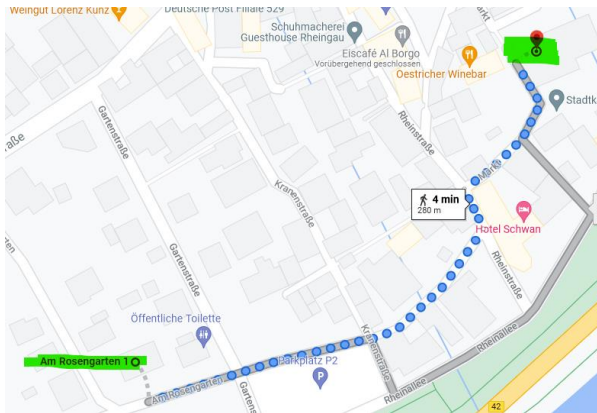 Weingut Lorenz Kunz
Deutsche Post Filiale 529
Markt
Schuhmacherei
Guesthouse Rheingau
Eiscafé Al Borgo
Vorübergehend geschlossen
Oestricher Winebar
Stadtk
Gartenstraße
Rheinstraße
aße
Markt
4 min
280 m
Kranenstraße
Hotel Schwan
Gartenstraße
Rheinstraße
Öffentliche Toilette
Am Rosengarten 1
Parkplatz P2
P
Kranenstraße
Rheinallee
Am Rosengarten
Rheinallee
Gartenstraße
42